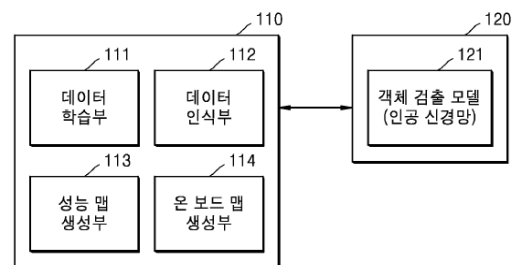 110
120
111
112
121
데이터
학습부
데이터
인식부
객체 검출 모델
(인공 신경망)
113
114
성능 맵
생성부
온 보드 맵
생성부